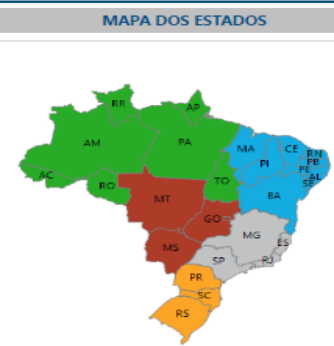 MAPA DOS ESTADOS
RR
AP
AM
PA
MA
CE
RN
PB
PI
PE
AL
SE
AC
RO
TO
BA
MT
GO
MG
ES
MS
SP
RJ
PR
SC
RS